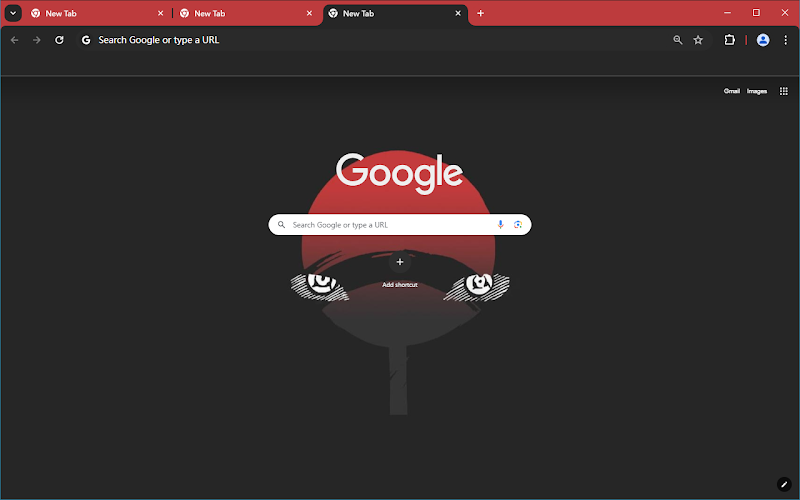 New Tab
New Tab
New Tab
Search Google or type a URL
Gmail Images
Google
Search Google or type a URL
Add shortcut